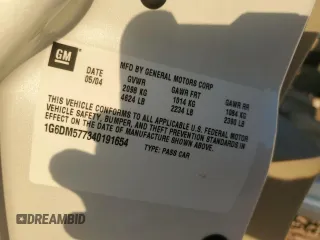 GM
MFD BY GENERAL MOTORS CORP
DATE GVWR GAWR FRT GAWR RR
05/04 2098 KG 1014 KG 1084 KG
4624 LB 2234 LB 2390 LB
THIS VEHICLE CONFORMS TO ALL APPLICABLE U.S. FEDERAL MOTOR
VEHICLE SAFETY, BUMPER, AND THEFT PREVENTION STANDARDS IN
EFFECT ON THE DATE OF MANUFACTURE SHOWN ABOVE.
1G6DM577340191654
TYPE: PASS CAR
DREAMBID